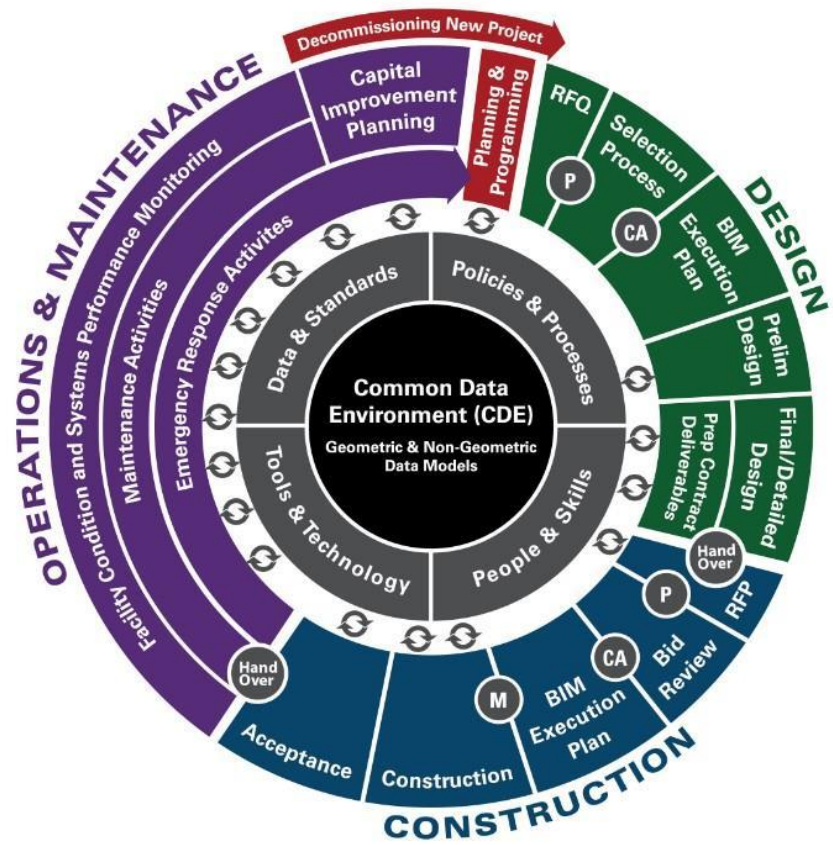 Decommissioning New Project
OPERATIONS & MAINTENANCE
Capital
Improvement
Planning
Planning &
Programming
Facility Condition and Systems Performance Monitoring
Maintenance Activities
Emergency Response Activites
DESIGN
RFQ
P
Selection
Process
CA
BIM
Execution
Plan
Prelim
Design
Final/Detailed
Design
Prep Contract
Deliverables
Hand
Over
RFP
P
Bid
Review
CA
BIM
Execution
Plan
M
Construction
Acceptance
Hand
Over
CONSTRUCTION
Data & Standards
Policies & Processes
Tools & Technology
People & Skills
Common Data
Environment (CDE)
Geometric & Non-Geometric
Data Models